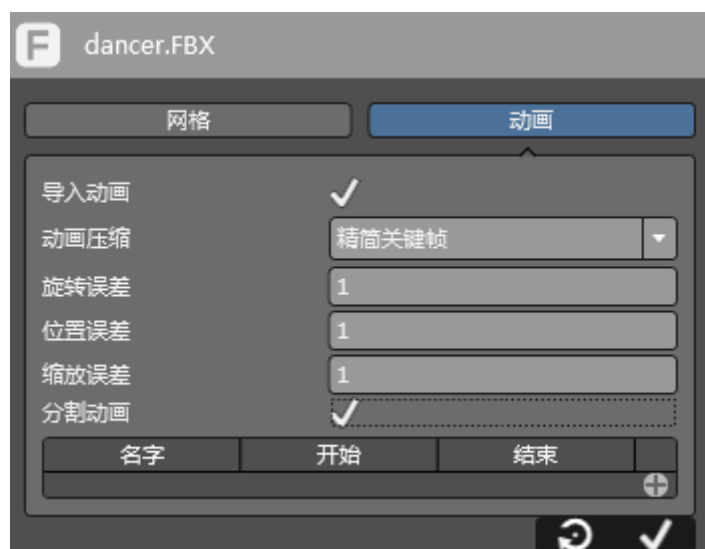 F dancer.FBX
网格 动画
导入动画
动画压缩 精简关键帧
旋转误差 1
位置误差 1
缩放误差 1
分割动画
名字 开始 结束